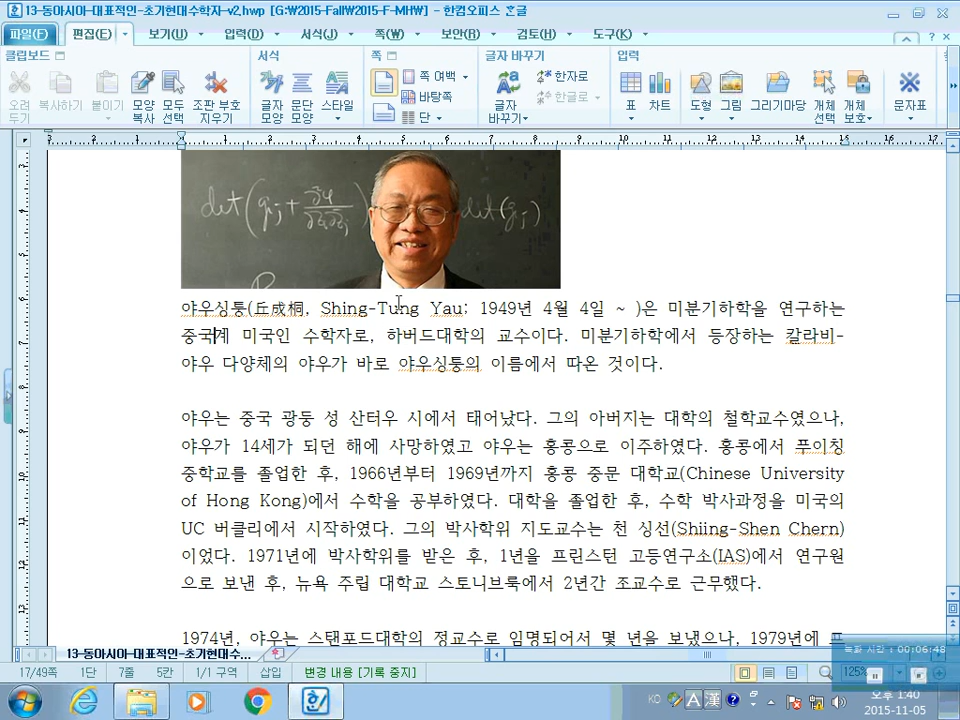 13-동아시아-대표적인-초기현대수학자-v2.hwp [G:₩2015-Fall₩2015-F-MH₩] - 한컴오피스 한글
파일(F) 편집(E) 보기(U) 입력(D) 서식(J) 쪽(W) 보안(R) 검토(H) 도구(K)
클립보드 서식 쪽 글자 바꾸기 입력
오려 두기 복사하기 붙이기 모양 복사 모두 선택 조판 부호 지우기 글자 모양 문단 모양 스타일 쪽 여백 바탕쪽 단 글자 바꾸기 한자로 한글로 표 차트 도형 그림 그리기마당 개체 선택 개체 보호 문자표
3 2 1 1 2 3 4 5 6 7 8 9 10 11 12 13 14 15 16 17
야우싱퉁(丘成桐, Shing-Tung Yau; 1949년 4월 4일 ~ )은 미분기하학을 연구하는
중국계 미국인 수학자로, 하버드대학의 교수이다. 미분기하학에서 등장하는 칼라비-
야우 다양체의 야우가 바로 야우싱퉁의 이름에서 따온 것이다.
야우는 중국 광둥 성 산터우 시에서 태어났다. 그의 아버지는 대학의 철학교수였으나,
야우가 14세가 되던 해에 사망하였고 야우는 홍콩으로 이주하였다. 홍콩에서 푸이칭
중학교를 졸업한 후, 1966년부터 1969년까지 홍콩 중문 대학교(Chinese University
of Hong Kong)에서 수학을 공부하였다. 대학을 졸업한 후, 수학 박사과정을 미국의
UC 버클리에서 시작하였다. 그의 박사학위 지도교수는 천 싱선(Shiing-Shen Chern)
이었다. 1971년에 박사학위를 받은 후, 1년을 프린스턴 고등연구소(IAS)에서 연구원
으로 보낸 후, 뉴욕 주립 대학교 스토니브룩에서 2년간 조교수로 근무했다.
1974년, 야우는 스탠포드대학의 정교수로 임명되어서 몇 년을 보냈으나, 1979년에 프
13-동아시아-대표적인-초기현대수...
17/49쪽 1단 7줄 5칸 1/1 구역 삽입 변경 내용 [기록 중지] 125%
녹화 시간 : 00:06:48
KO A 漢
오후 1:40
2015-11-05